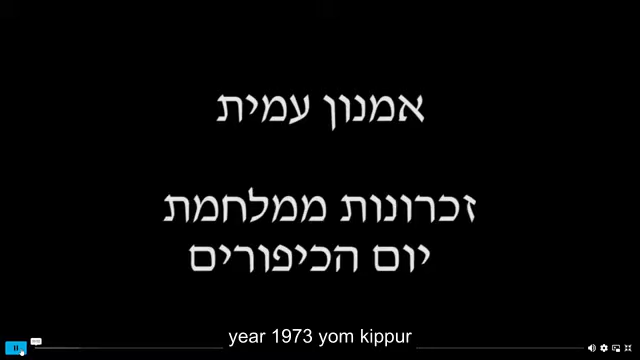 אמנון עמית
זכרונות ממלחמת
יום הכיפורים
year 1973 yom kippur